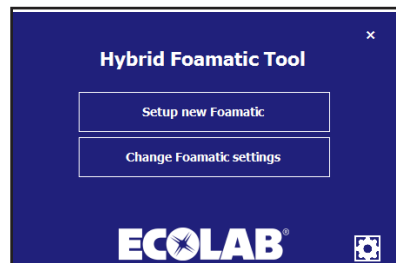 ×
Hybrid Foamatic Tool
Setup new Foamatic
Change Foamatic settings
ECOLAB®